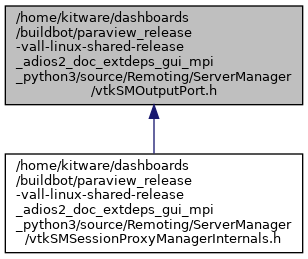 /home/kitware/dashboards
/buildbot/paraview_release
-vall-linux-shared-release
_adios2_doc_extdeps_gui_mpi
_python3/source/Remoting/ServerManager
/vtkSMOutputPort.h
/home/kitware/dashboards
/buildbot/paraview_release
-vall-linux-shared-release
_adios2_doc_extdeps_gui_mpi
_python3/source/Remoting/ServerManager
/vtkSMSessionProxyManagerInternals.h